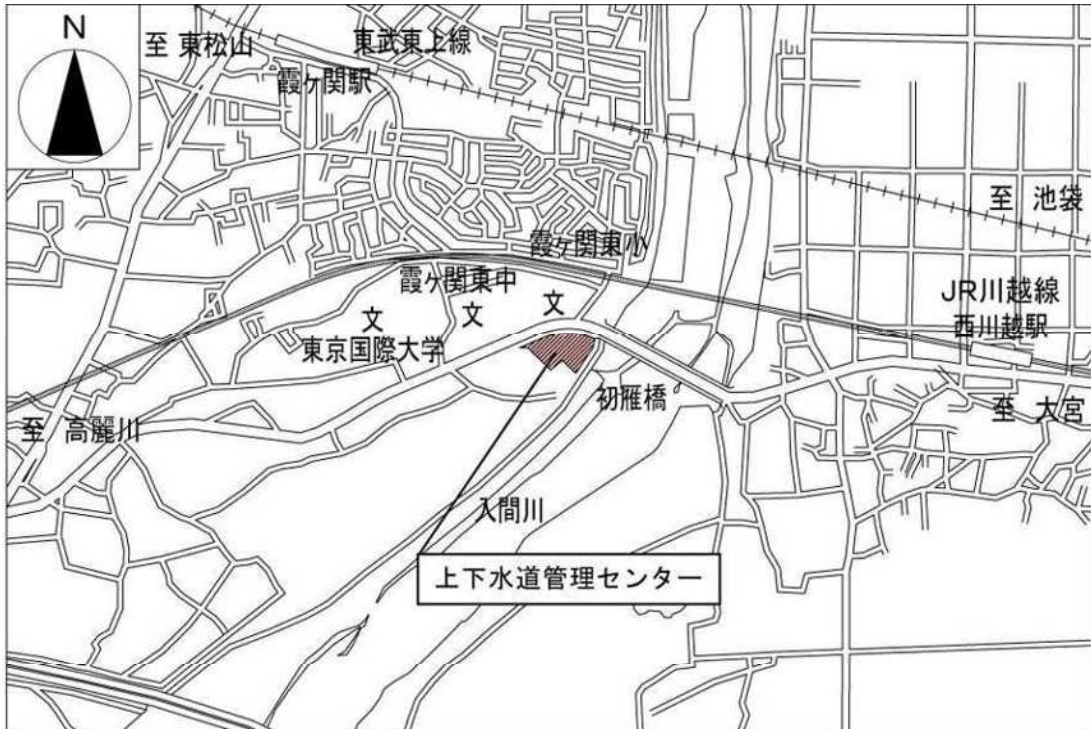 N
至 東松山
東武東上線
霞ヶ関駅
至 池袋
霞ヶ関東小
霞ヶ関東中
JR川越線
西川越駅
文
文
文
東京国際大学
初雁橋
至 大宮
至 高麗川
入間川
上下水道管理センター